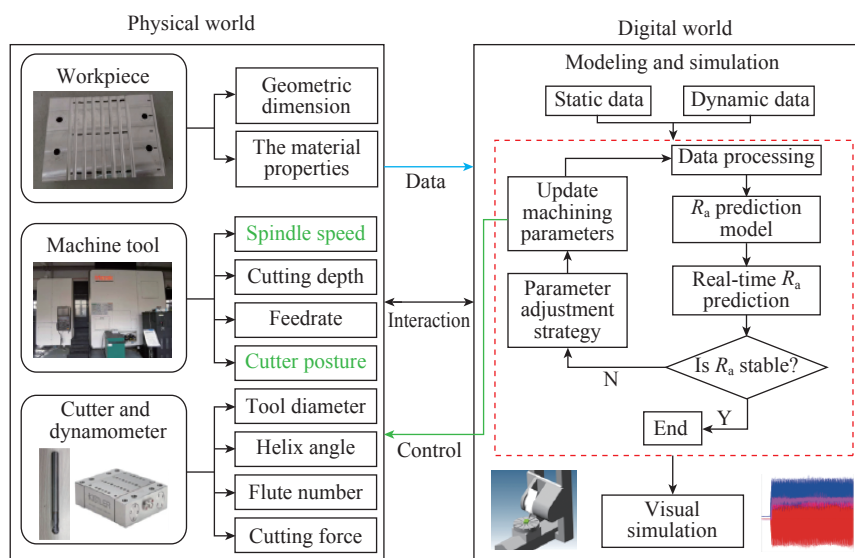 Physical world
Workpiece
Geometric
dimension
The material
properties
Machine tool
Spindle speed
Cutting depth
Feedrate
Cutter posture
Cutter and
dynamometer
Tool diameter
Helix angle
Flute number
Cutting force
Data
Interaction
Control
Digital world
Modeling and simulation
Static data
Dynamic data
Data processing
Update
machining
parameters
Ra prediction
model
Parameter
adjustment
strategy
Real-time Ra
prediction
Is Ra stable?
N
Y
End
Visual
simulation